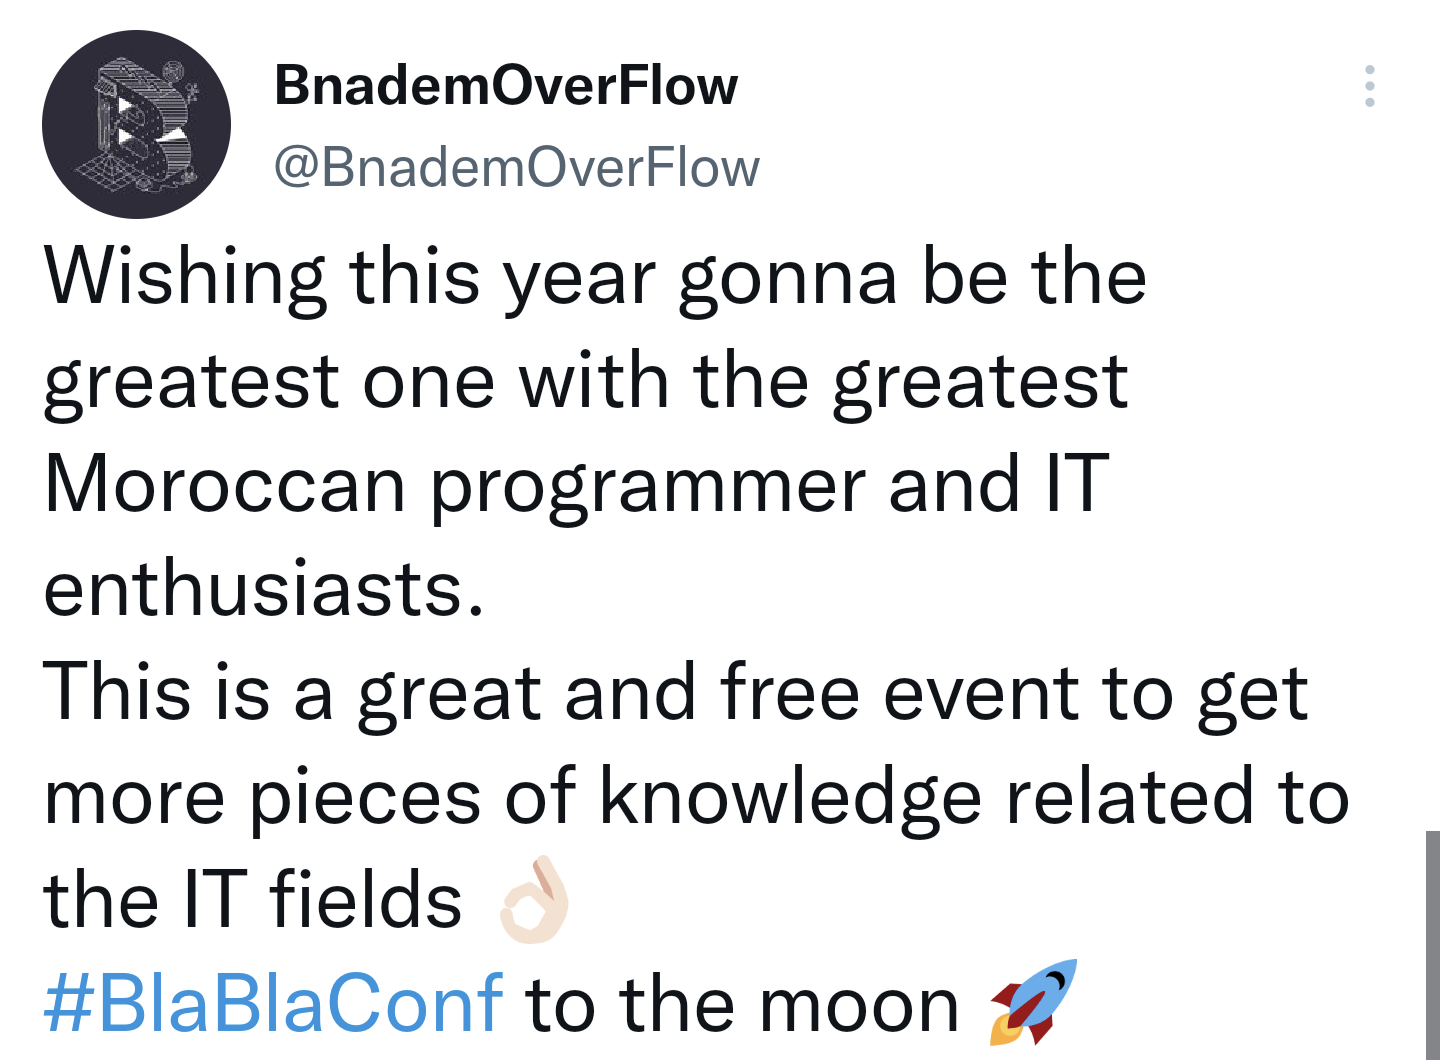 BnademOverFlow
@BnademOverFlow
Wishing this year gonna be the
greatest one with the greatest
Moroccan programmer and IT
enthusiasts.
This is a great and free event to get
more pieces of knowledge related to
the IT fields 👌🏻
#BlaBlaConf to the moon 🚀